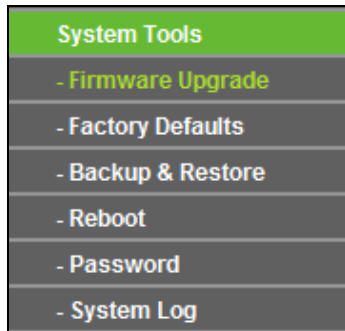 System Tools
- Firmware Upgrade
- Factory Defaults
- Backup & Restore
- Reboot
- Password
- System Log